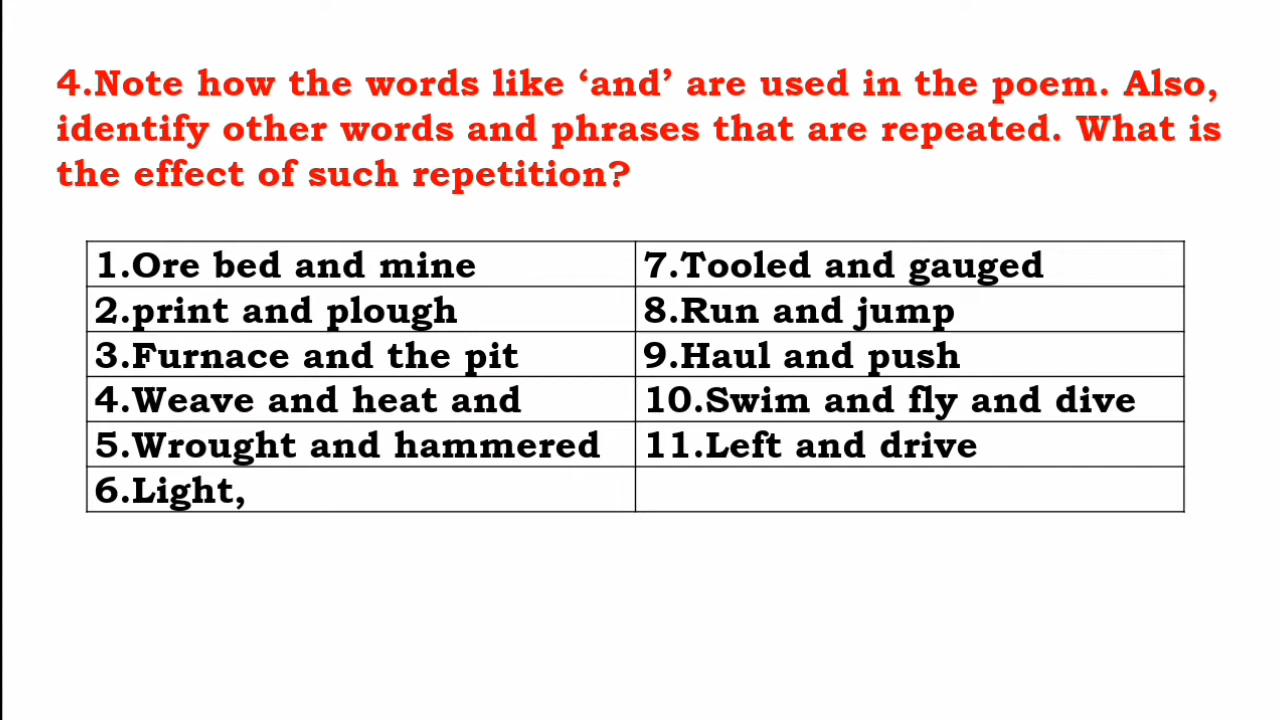 4.Note how the words like ‘and’ are used in the poem. Also,
identify other words and phrases that are repeated. What is
the effect of such repetition?
1.Ore bed and mine
7.Tooled and gauged
2.print and plough
8.Run and jump
3.Furnace and the pit
9.Haul and push
4.Weave and heat and
10.Swim and fly and dive
5.Wrought and hammered
11.Left and drive
6.Light,